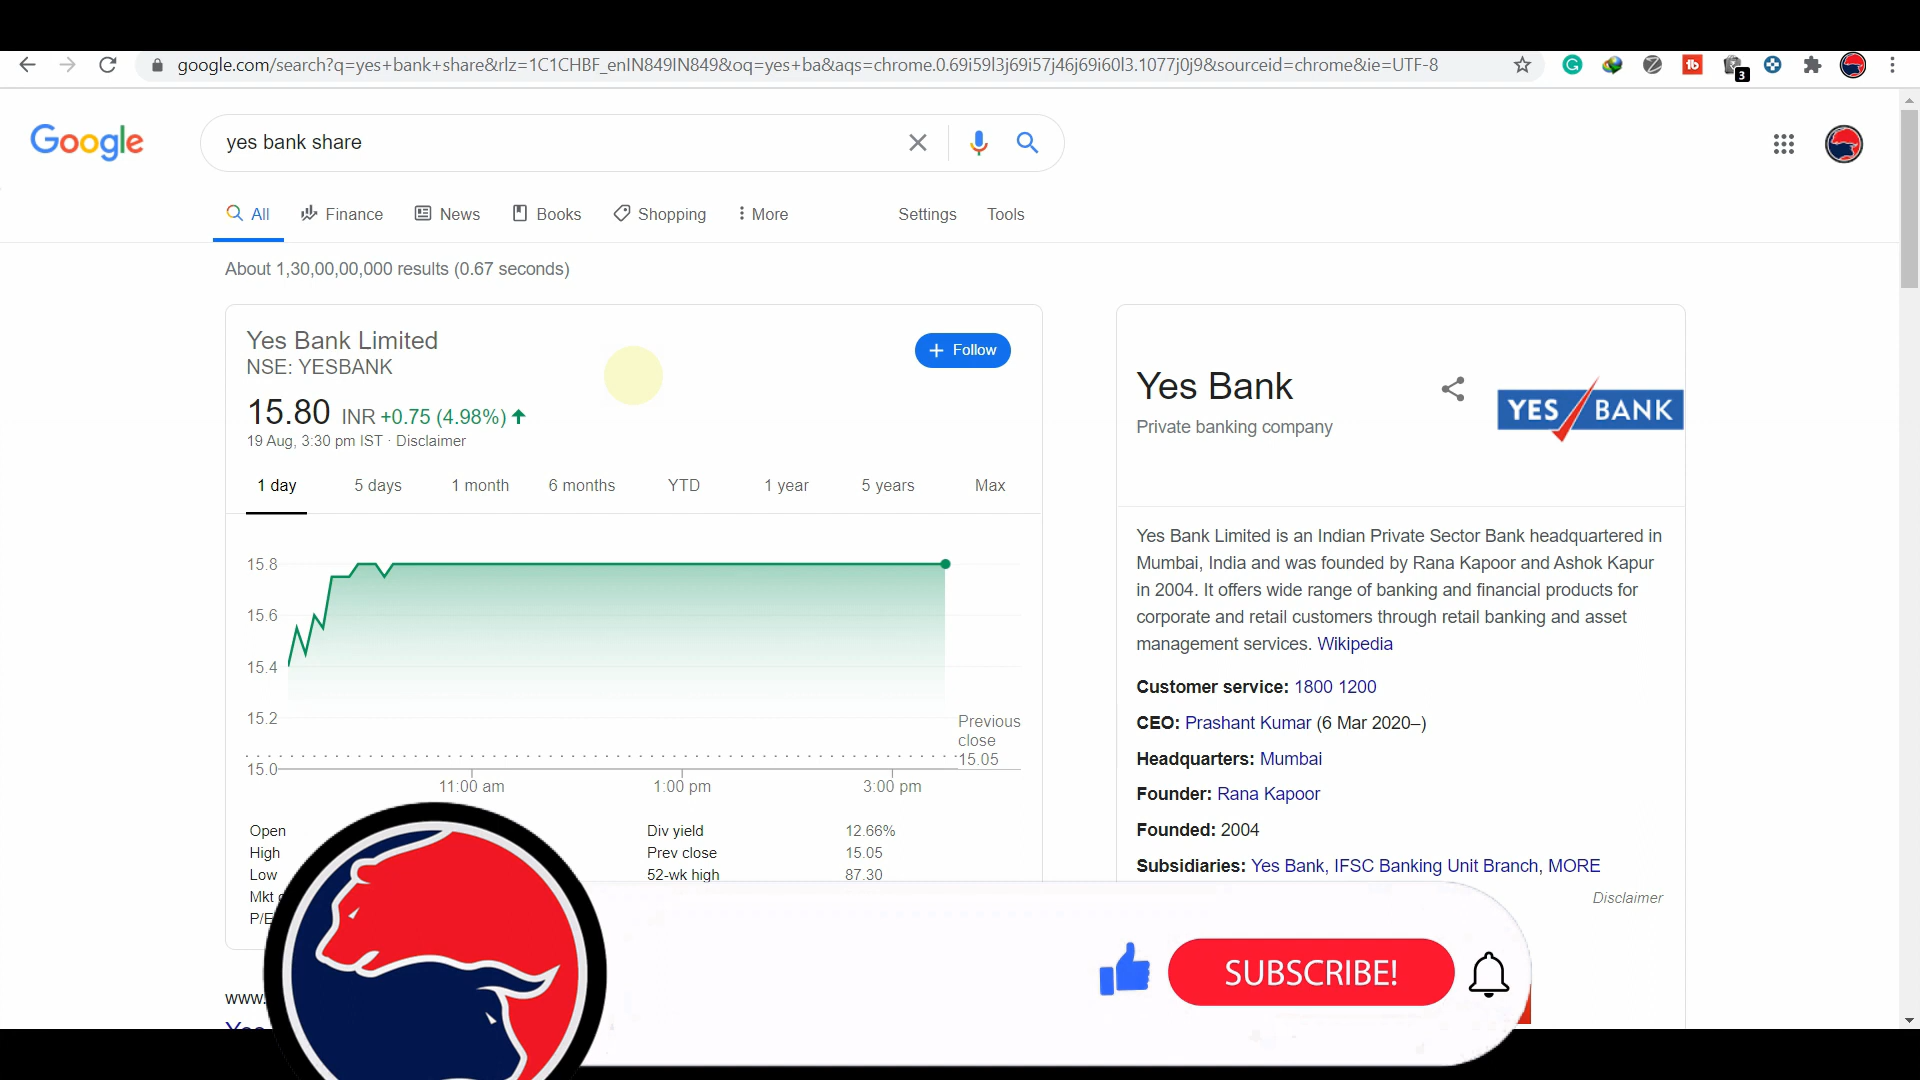 google.com/search?q=yes+bank+share&rlz=1C1CHBF_enIN849IN849&oq=yes+ba&aqs=chrome.0.69i59l3j69i57j46j69i60l3.1077j0j9&sourceid=chrome&ie=UTF-8
3
Google
yes bank share
All Finance News Books Shopping More Settings Tools
About 1,30,00,00,000 results (0.67 seconds)
Yes Bank Limited
NSE: YESBANK
+ Follow
15.80 INR +0.75 (4.98%)
19 Aug, 3:30 pm IST · Disclaimer
1 day 5 days 1 month 6 months YTD 1 year 5 years Max
15.8
15.6
15.4
15.2
15.0
Previous
close
15.05
11:00 am 1:00 pm 3:00 pm
Open Div yield 12.66%
High Prev close 15.05
Low 52-wk high 87.30
Mkt
P/E
www.
Yes Bank
Private banking company
YES BANK
Yes Bank Limited is an Indian Private Sector Bank headquartered in
Mumbai, India and was founded by Rana Kapoor and Ashok Kapur
in 2004. It offers wide range of banking and financial products for
corporate and retail customers through retail banking and asset
management services. Wikipedia
Customer service: 1800 1200
CEO: Prashant Kumar (6 Mar 2020–)
Headquarters: Mumbai
Founder: Rana Kapoor
Founded: 2004
Subsidiaries: Yes Bank, IFSC Banking Unit Branch, MORE
Disclaimer
SUBSCRIBE!